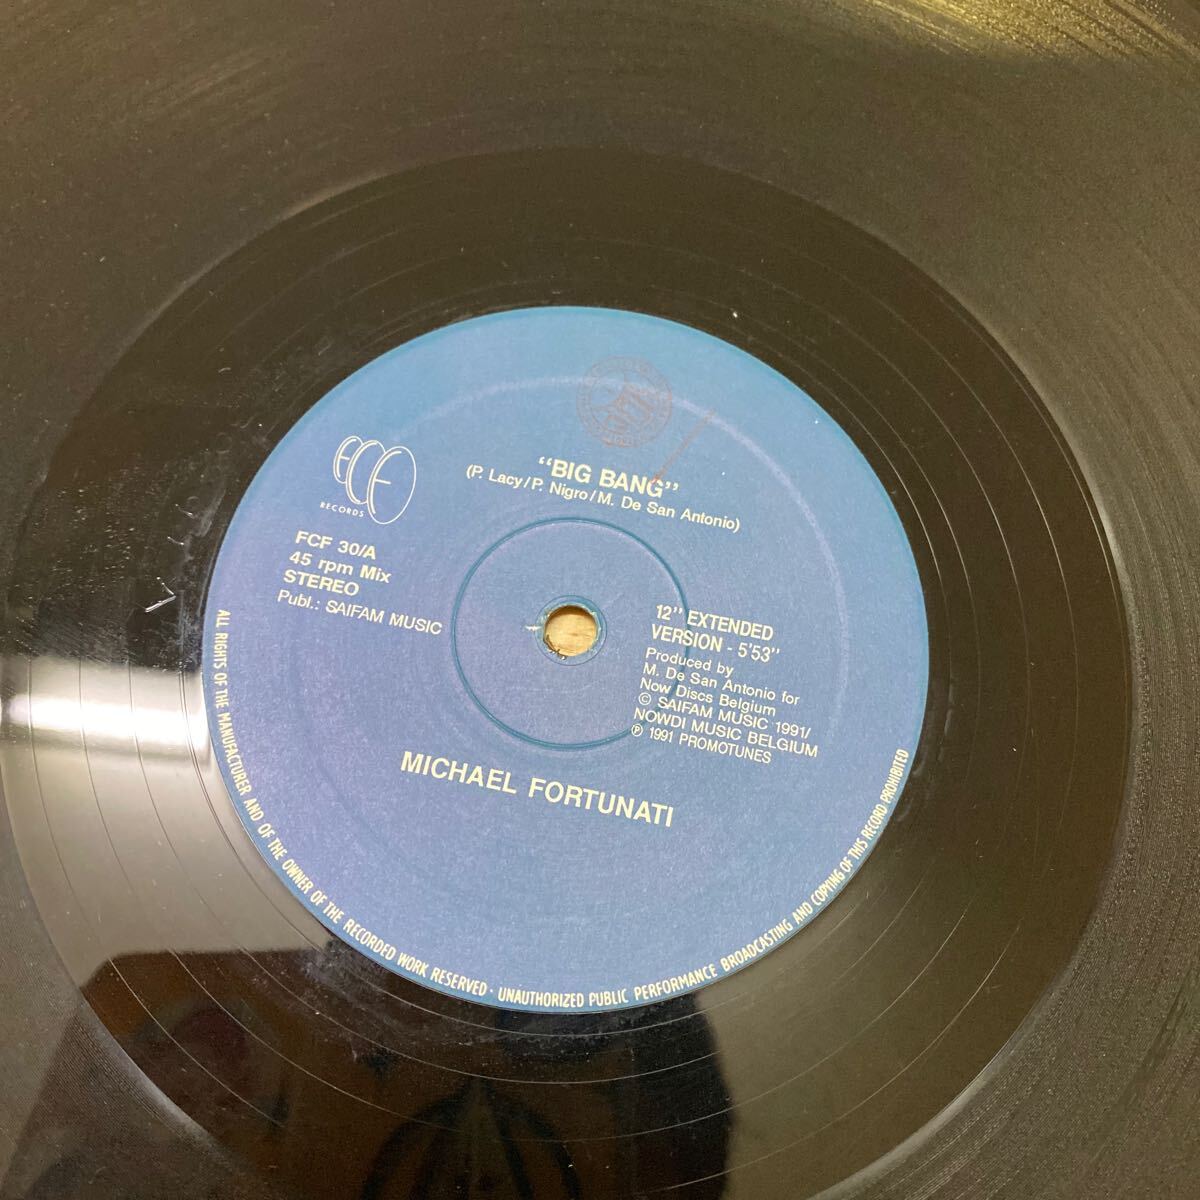 "BIG BANG"
(P. Lacy/P. Nigro/M. De San Antonio)
FCF
RECORDS
FCF 30/A
45 rpm Mix
STEREO
Publ.: SAIFAM MUSIC
12'' EXTENDED
VERSION - 5'53''
Produced by
M. De San Antonio for
Now Discs Belgium
© SAIFAM MUSIC 1991/
NOWDI MUSIC BELGIUM
℗ 1991 PROMOTUNES
MICHAEL FORTUNATI
ALL RIGHTS OF THE MANUFACTURER AND OF THE OWNER OF THE RECORDED WORK RESERVED · UNAUTHORIZED PUBLIC PERFORMANCE BROADCASTING AND COPYING OF THIS RECORD PROHIBITED